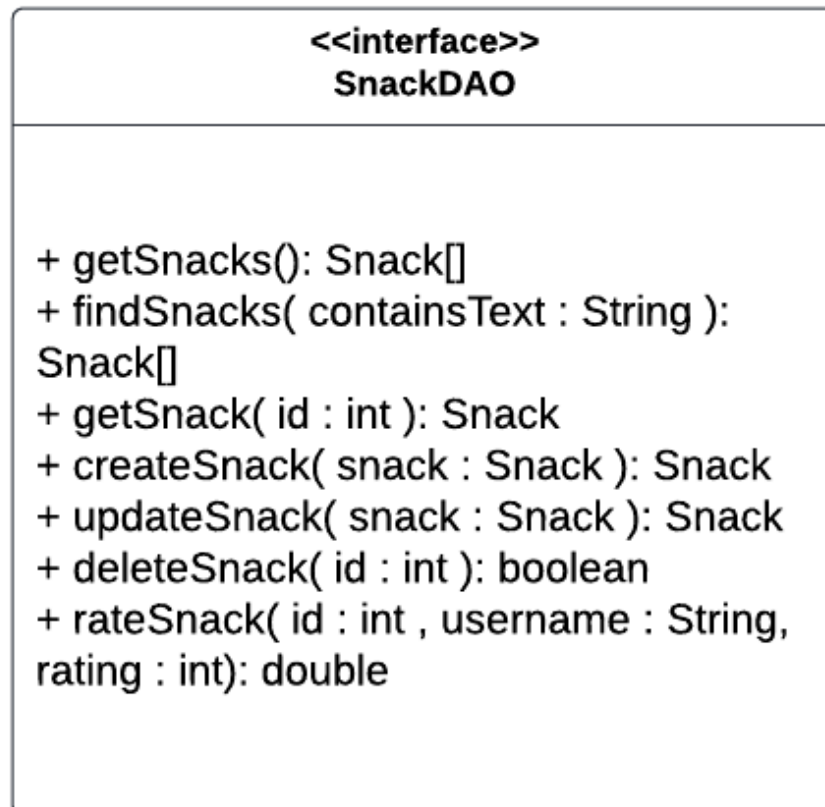 <<interface>>
SnackDAO
+ getSnacks(): Snack[]
+ findSnacks( containsText : String ):
Snack[]
+ getSnack( id : int ): Snack
+ createSnack( snack : Snack ): Snack
+ updateSnack( snack : Snack ): Snack
+ deleteSnack( id : int ): boolean
+ rateSnack( id : int , username : String,
rating : int): double